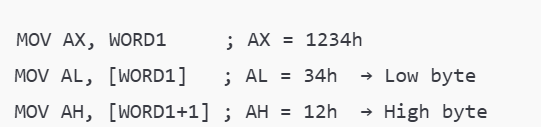 MOV AX, WORD1     ; AX = 1234h
MOV AL, [WORD1]   ; AL = 34h  → Low byte
MOV AH, [WORD1+1] ; AH = 12h  → High byte